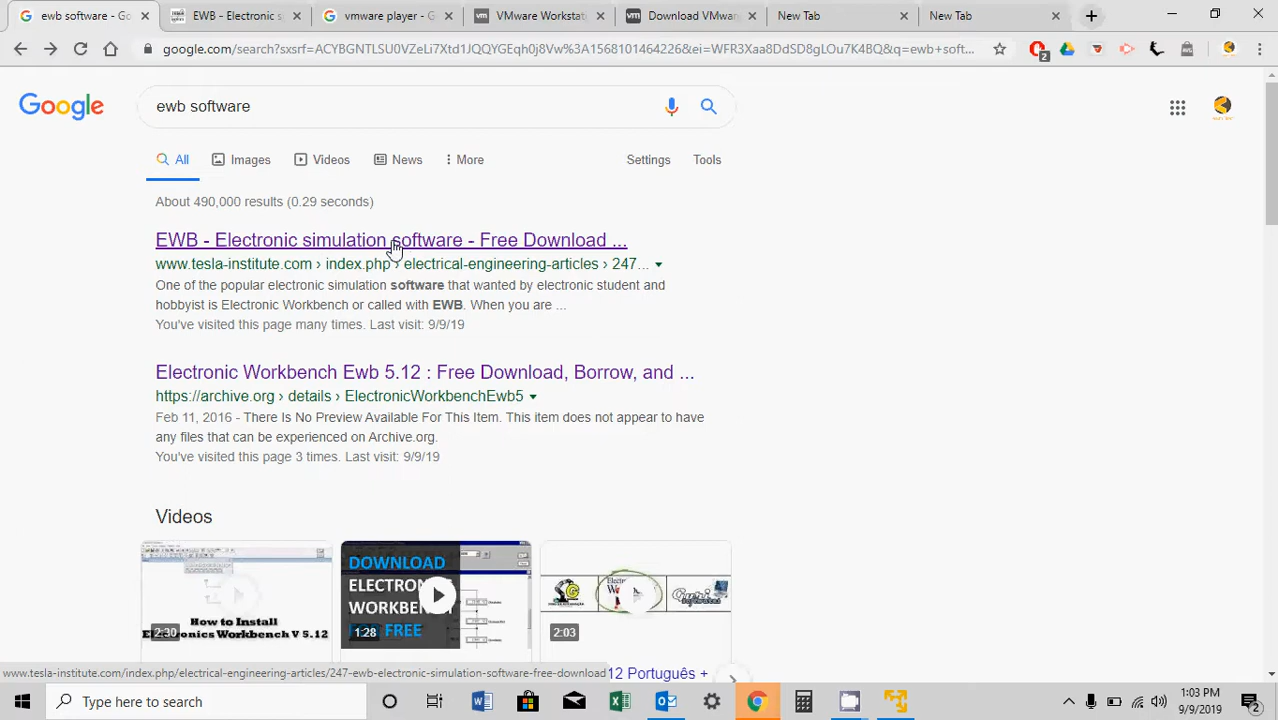 ewb software - Go
EWB - Electronic s
vmware player - G
VMware Workstat
Download VMwar
New Tab
New Tab
google.com/search?sxsrf=ACYBGNTLSU0VZeLi7Xtd1JQQYGEqh0j8Vw%3A1568101464226&ei=WFR3Xaa8DdSD8gLOu7K4BQ&q=ewb+soft...
2
Google
ewb software
All
Images
Videos
News
More
Settings
Tools
About 490,000 results (0.29 seconds)
EWB - Electronic simulation software - Free Download ...
www.tesla-institute.com › index.php › electrical-engineering-articles › 247...
One of the popular electronic simulation software that wanted by electronic student and
hobbyist is Electronic Workbench or called with EWB. When you are ...
You've visited this page many times. Last visit: 9/9/19
Electronic Workbench Ewb 5.12 : Free Download, Borrow, and ...
https://archive.org › details › ElectronicWorkbenchEwb5
Feb 11, 2016 - There Is No Preview Available For This Item. This item does not appear to have
any files that can be experienced on Archive.org.
You've visited this page 3 times. Last visit: 9/9/19
Videos
How to Install
Electronics Workbench V 5.12
2:30
DOWNLOAD
ELECTRON
WORKBENCH
FREE
1:28
2:03
www.tesla-institute.com/index.php/electrical-engineering-articles/247-ewb-electronic-simulation-software-free-download
12 Português +
Type here to search
1:03 PM
9/9/2019
2